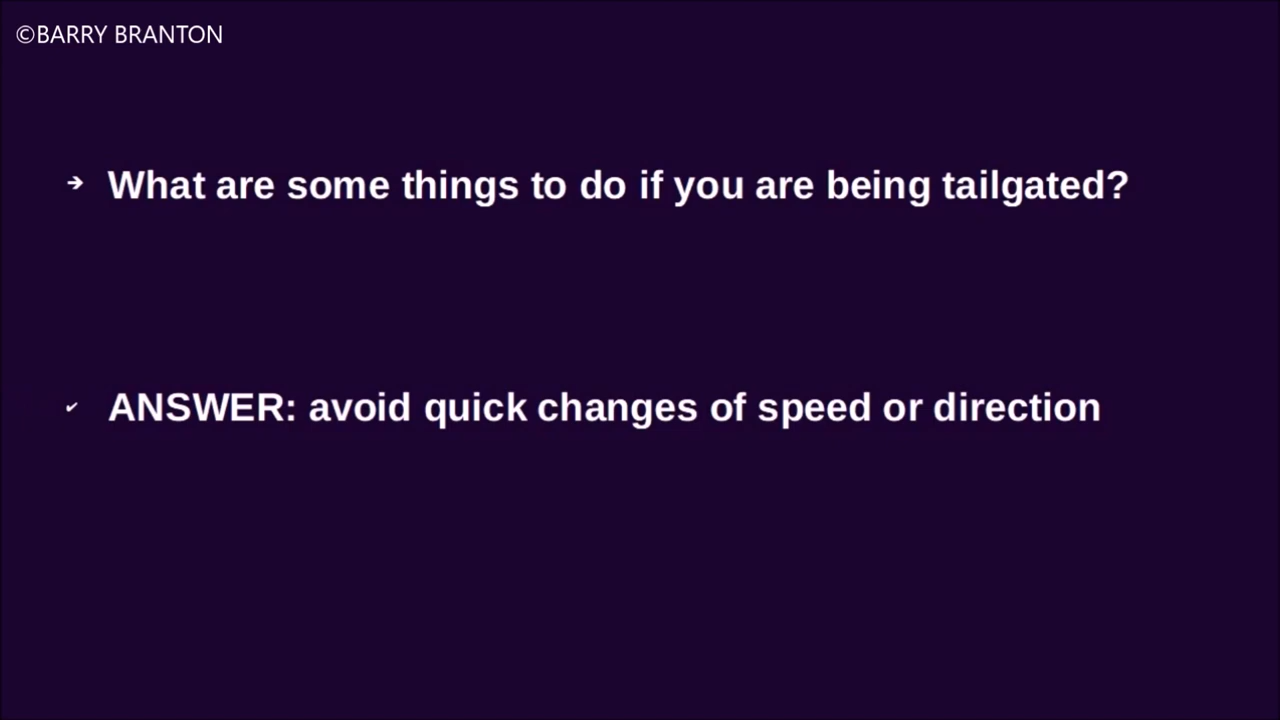 ©BARRY BRANTON
➔ What are some things to do if you are being tailgated?
✔ ANSWER: avoid quick changes of speed or direction